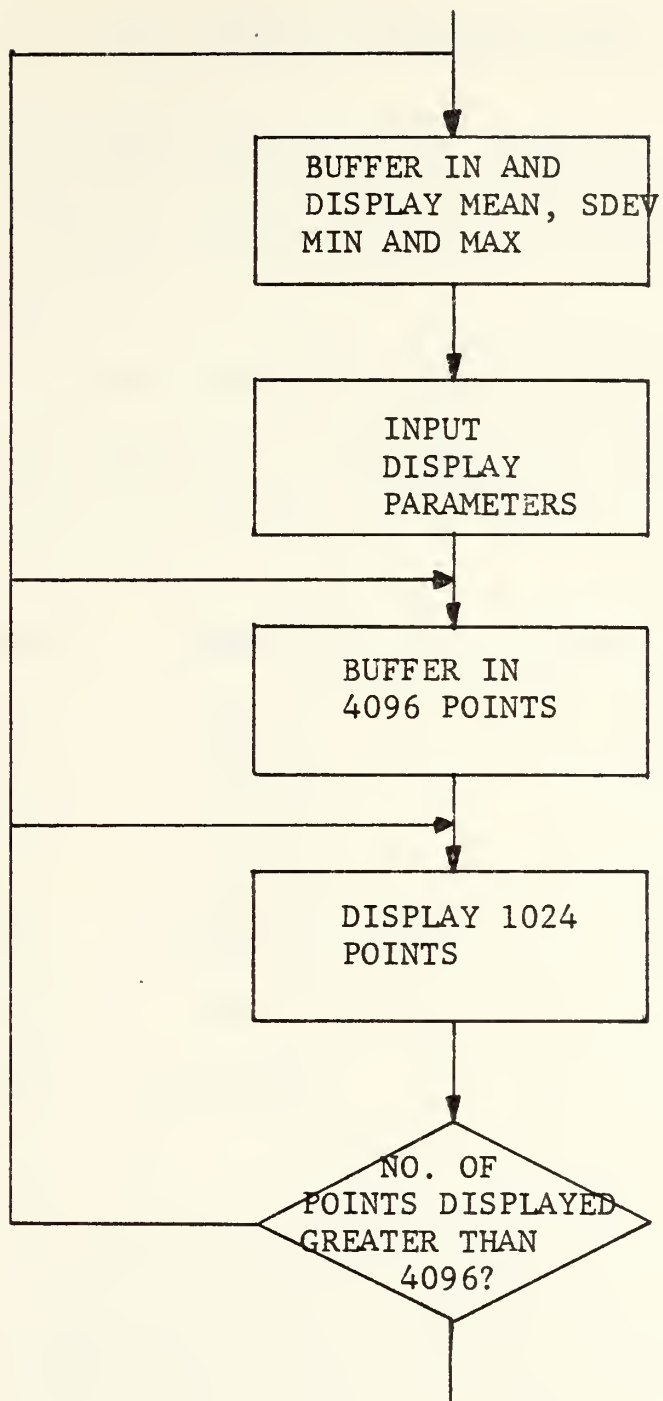 BUFFER IN AND
DISPLAY MEAN, SDEV
MIN AND MAX
INPUT
DISPLAY
PARAMETERS
BUFFER IN
4096 POINTS
DISPLAY 1024
POINTS
NO. OF
POINTS DISPLAYED
GREATER THAN
4096?